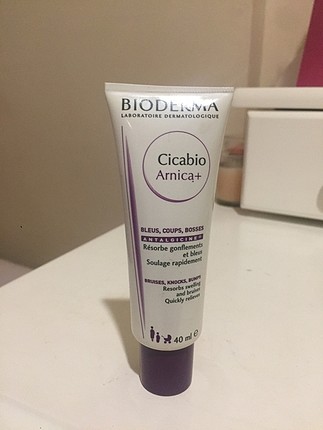 BIODERMA
LABORATOIRE DERMATOLOGIQUE
Cicabio
Arnica+
BLEUS, COUPS, BOSSES
ANTALGICINE®
Résorbe gonflements
et bleus
Soulage rapidement
BRUISES, KNOCKS, BUMPS
Resorbs swelling
and bruises
Quickly relieves
40 ml e